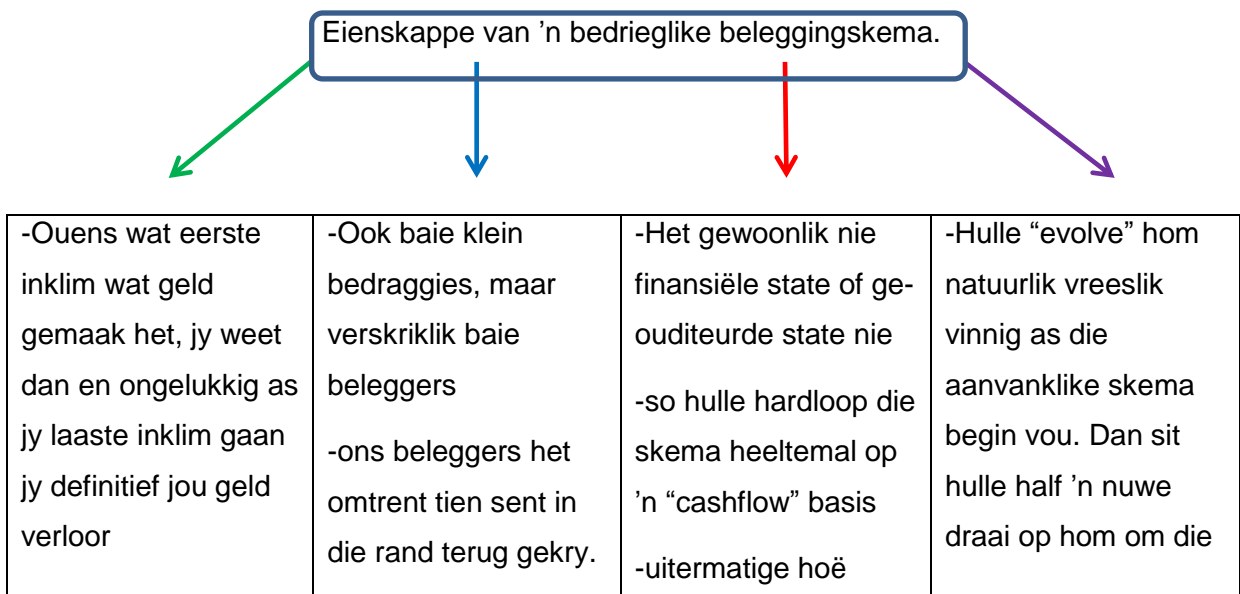 Eienskappe van ’n bedrieglike beleggingskema.
-Ouens wat eerste
inklim wat geld
gemaak het, jy weet
dan en ongelukkig as
jy laaste inklim gaan
jy definitief jou geld
verloor
-Ook baie klein
bedraggies, maar
verskriklik baie
beleggers
-ons beleggers het
omtrent tien sent in
die rand terug gekry.
-Het gewoonlik nie
finansiële state of ge-
ouditeurde state nie
-so hulle hardloop die
skema heeltemal op
’n “cashflow” basis
-uitermatige hoë
-Hulle “evolve” hom
natuurlik vreeslik
vinnig as die
aanvanklike skema
begin vou. Dan sit
hulle half ’n nuwe
draai op hom om die